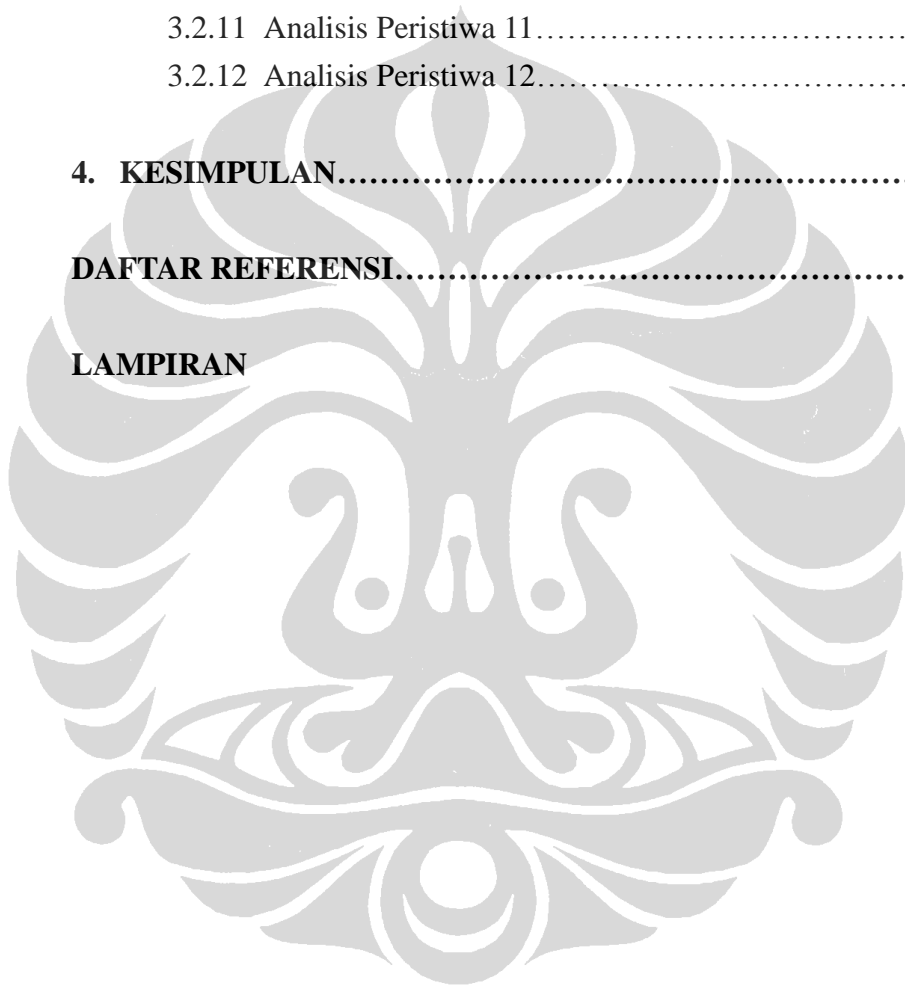 3.2.11 Analisis Peristiwa 11……………………………
3.2.12 Analisis Peristiwa 12……………………………
4. KESIMPULAN……………………………………………
DAFTAR REFERENSI………………………………………
LAMPIRAN